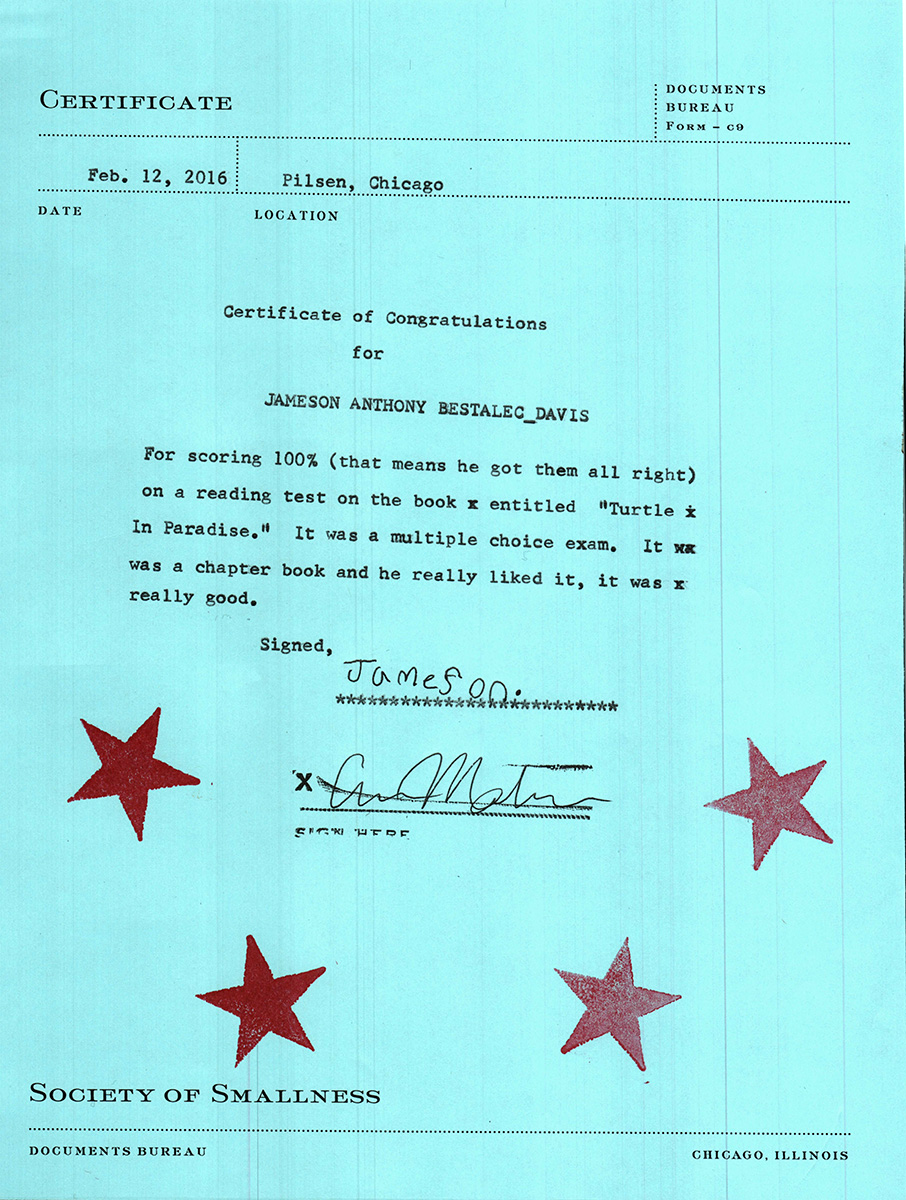 CERTIFICATE
DOCUMENTS
BUREAU
FORM – C9
Feb. 12, 2016
Pilsen, Chicago
DATE
LOCATION
Certificate of Congratulations
for
JAMESON ANTHONY BESTALEC_DAVIS
For scoring 100% (that means he got them all right)
on a reading test on the book x entitled "Turtle i
In Paradise." It was a multiple choice exam. It wx
was a chapter book and he really liked it, it was x
really good.
Signed,
Jameson.
**************************
X
SIGN HERE
SOCIETY OF SMALLNESS
DOCUMENTS BUREAU
CHICAGO, ILLINOIS